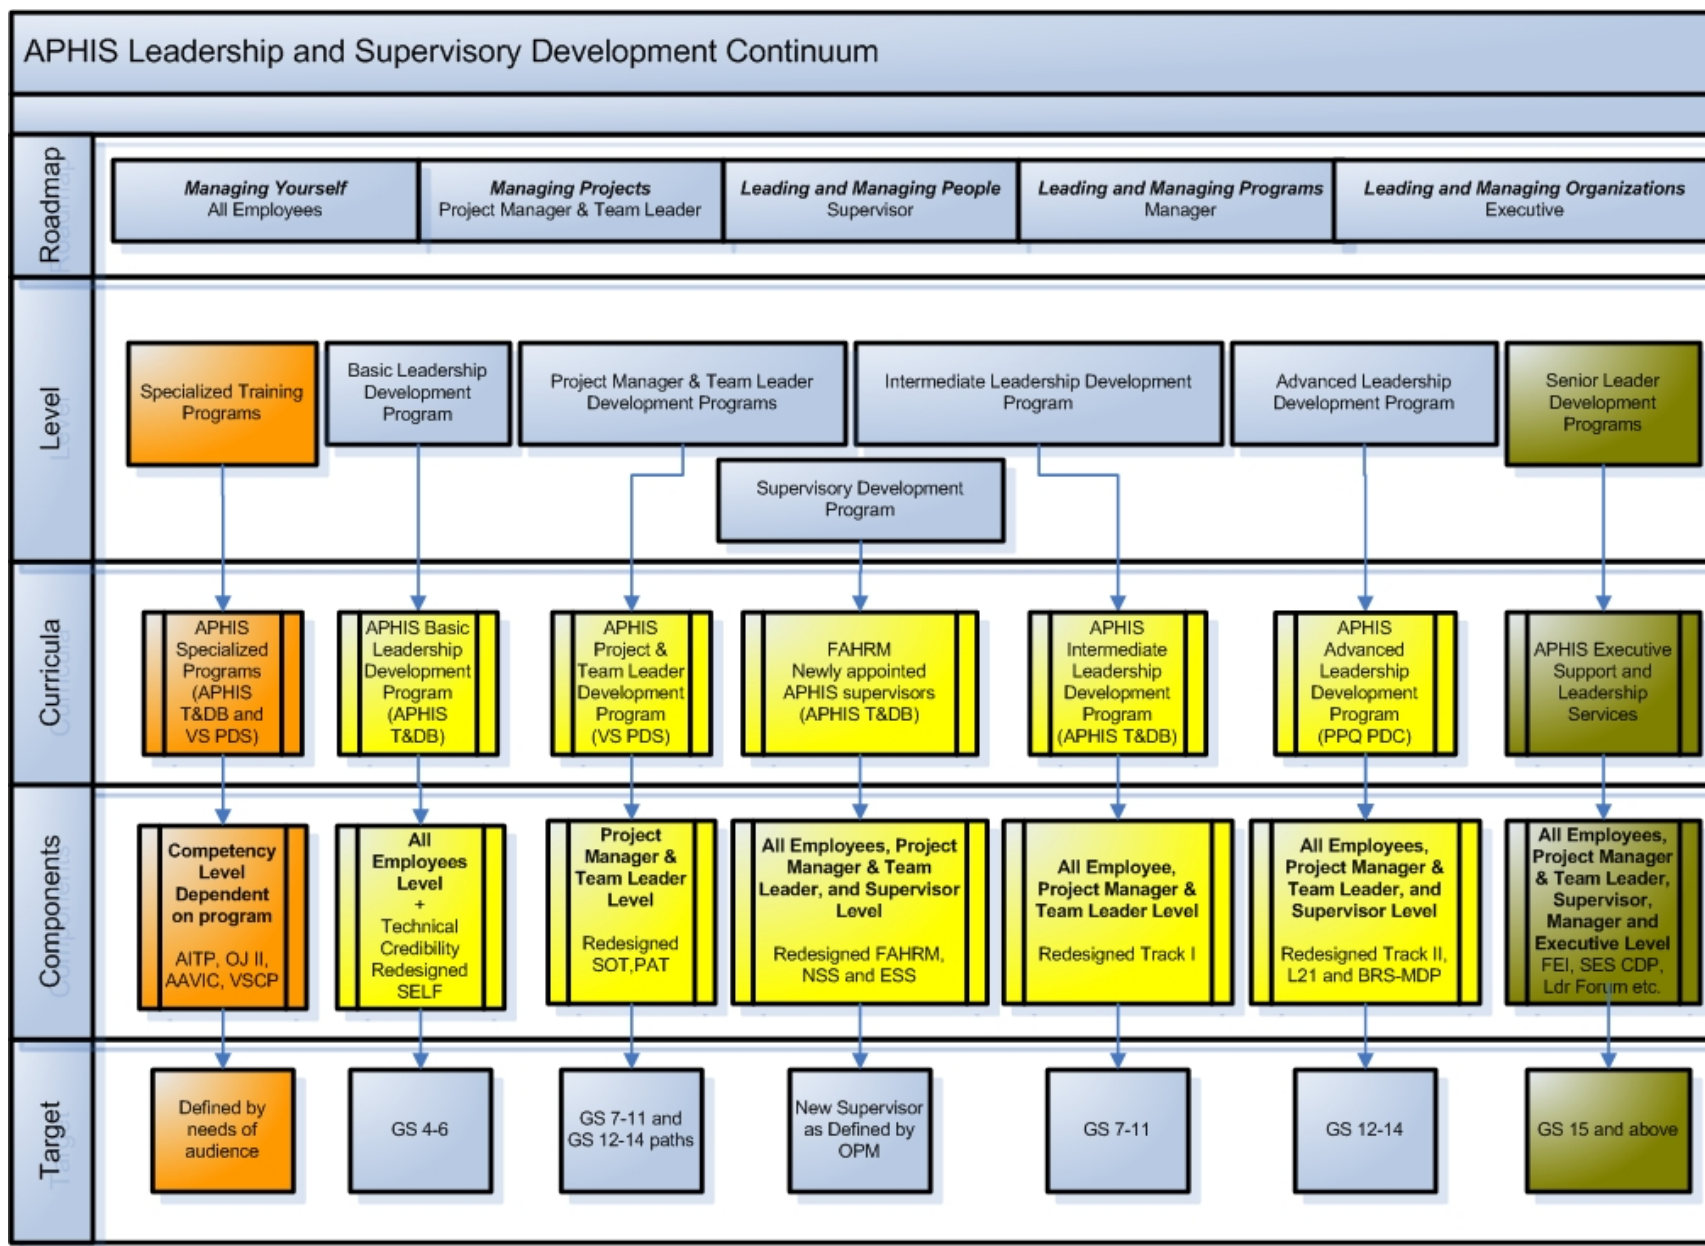 APHIS Leadership and Supervisory Development Continuum
Roadmap
Managing Yourself
All Employees
Managing Projects
Project Manager & Team Leader
Leading and Managing People
Supervisor
Leading and Managing Programs
Manager
Leading and Managing Organizations
Executive
Level
Specialized Training
Programs
Basic Leadership
Development
Program
Project Manager & Team Leader
Development Programs
Intermediate Leadership Development
Program
Advanced Leadership
Development Program
Senior Leader
Development
Programs
Supervisory Development
Program
Curricula
APHIS
Specialized
Programs
(APHIS
T&DB and
VS PDS)
APHIS Basic
Leadership
Development
Program
(APHIS
T&DB)
APHIS
Project &
Team Leader
Development
Program
(VS PDS)
FAHRM
Newly appointed
APHIS supervisors
(APHIS T&DB)
APHIS
Intermediate
Leadership
Development
Program
(APHIS T&DB)
APHIS
Advanced
Leadership
Development
Program
(PPQ PDC)
APHIS Executive
Support and
Leadership
Services
Components
Competency
Level
Dependent
on program
AITP, OJ II,
AAVIC, VSCP
All
Employees
Level
+
Technical
Credibility
Redesigned
SELF
Project
Manager &
Team Leader
Level
Redesigned
SOT,PAT
All Employees, Project
Manager & Team
Leader, and Supervisor
Level
Redesigned FAHRM,
NSS and ESS
All Employee,
Project Manager &
Team Leader Level
Redesigned Track I
All Employees,
Project Manager &
Team Leader, and
Supervisor Level
Redesigned Track II,
L21 and BRS-MDP
All Employees,
Project Manager
& Team Leader,
Supervisor,
Manager and
Executive Level
FEI, SES CDP,
Ldr Forum etc.
Target
Defined by
needs of
audience
GS 4-6
GS 7-11 and
GS 12-14 paths
New Supervisor
as Defined by
OPM
GS 7-11
GS 12-14
GS 15 and above